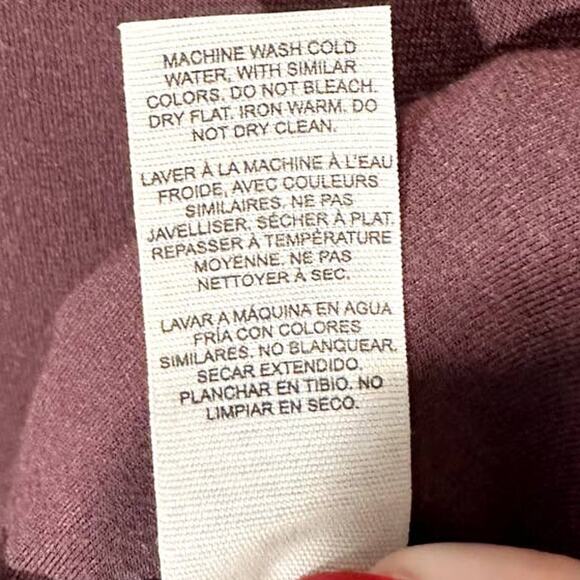 MACHINE WASH COLD
WATER, WITH SIMILAR
COLORS. DO NOT BLEACH.
DRY FLAT. IRON WARM. DO
NOT DRY CLEAN.
LAVER À LA MACHINE À L'EAU
FROIDE, AVEC COULEURS
SIMILAIRES. NE PAS
JAVELLISER. SÉCHER À PLAT.
REPASSER À TEMPÉRATURE
MOYENNE. NE PAS
NETTOYER À SEC.
LAVAR A MÁQUINA EN AGUA
FRÍA CON COLORES
SIMILARES. NO BLANQUEAR.
SECAR EXTENDIDO.
PLANCHAR EN TIBIO. NO
LIMPIAR EN SECO.